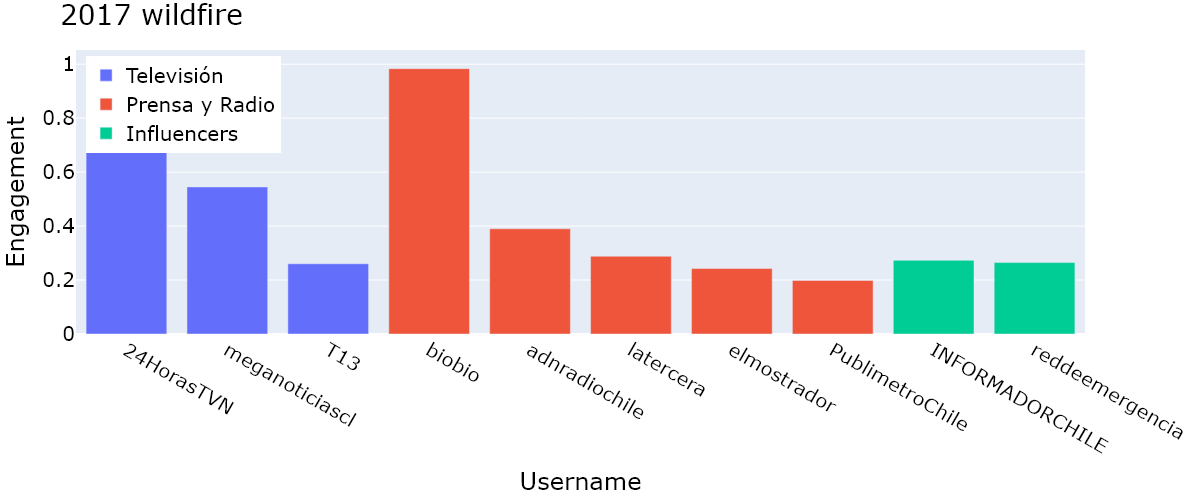 2017 wildfire
Televisión
Prensa y Radio
Influencers
Engagement
1
0.8
0.6
0.4
0.2
0
24HorasTVN
meganoticiascl
T13
biobio
adnradiochile
latercera
elmostrador
PublimetroChile
INFORMADORCHILE
reddeemergencia
Username